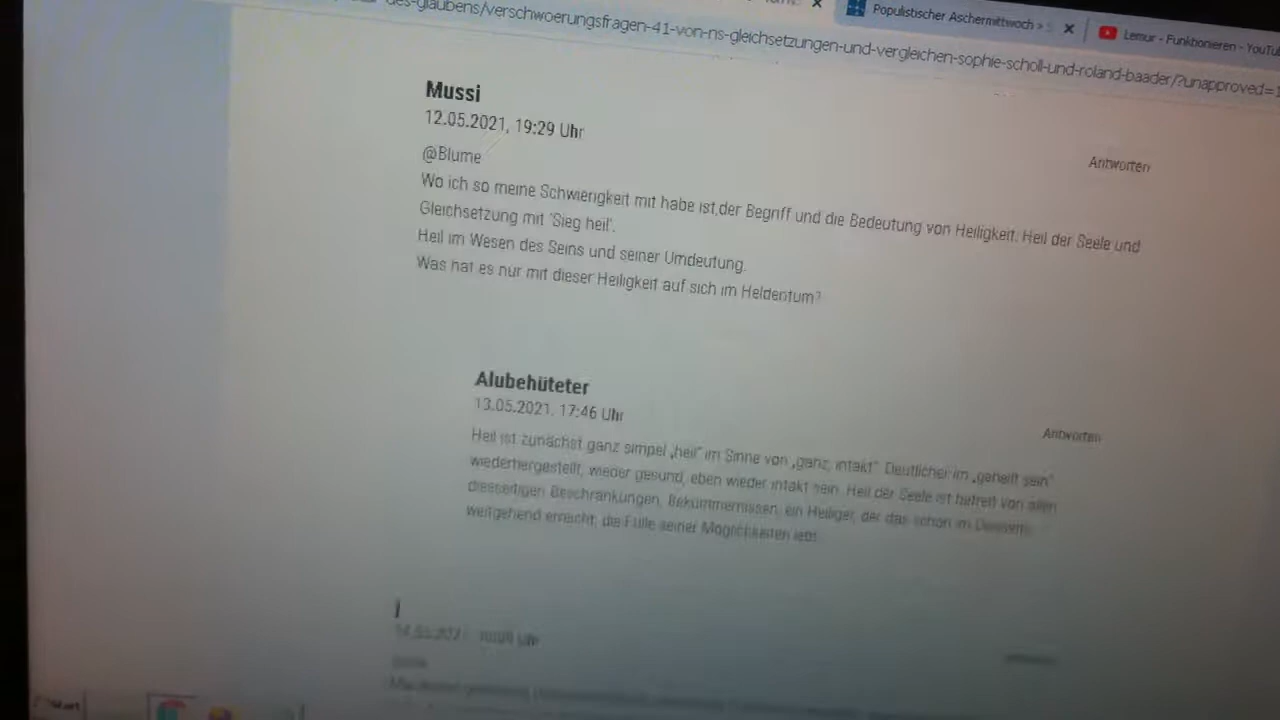 des-glaubens/verschwoerungsfragen-41-von-ns-gleichsetzungen-und-vergleichen-sophie-scholl-und-roland-baader/?unapproved=1
Populistischer Aschermittwoch » S
Lemur - Funktionieren - YouTu
Mussi
12.05.2021, 19:29 Uhr
Antworten
@Blume
Wo ich so meine Schwierigkeit mit habe ist,der Begriff und die Bedeutung von Heiligkeit. Heil der Seele und
Gleichsetzung mit 'Sieg heil'.
Heil im Wesen des Seins und seiner Umdeutung.
Was hat es nur mit dieser Heiligkeit auf sich im Heldentum?
Alubehüteter
13.05.2021, 17:46 Uhr
Antworten
Heil ist zunächst ganz simpel „heil“ im Sinne von „ganz, intakt“. Deutlicher im „geheilt sein“
wiederhergestellt, wieder gesund, eben wieder intakt sein. Heil der Seele ist befreit von allen
diesseitigen Beschränkungen, Bekümmernissen, ein Heiliger, der das schon im Diesseits
weitgehend erreicht, die Fülle seiner Möglichkeiten lebt.
Start